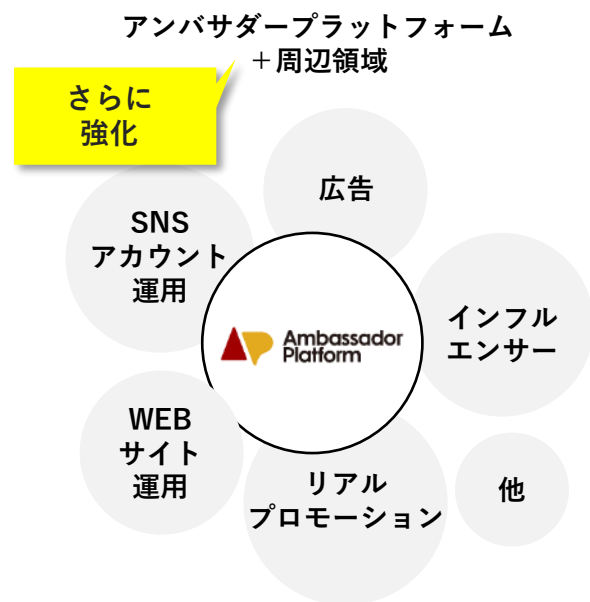 アンバサダープラットフォーム
＋周辺領域
さらに
強化
広告
SNS
アカウント
運用
Ambassador
Platform
インフル
エンサー
WEB
サイト
運用
リアル
プロモーション
他